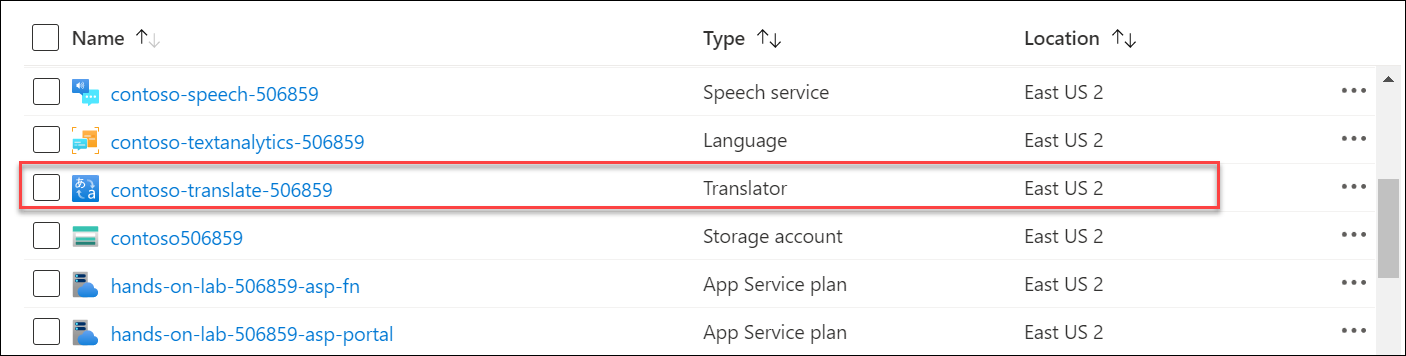 Name ↑↓ Type ↑↓ Location ↑↓
contoso-speech-506859 Speech service East US 2 ...
contoso-textanalytics-506859 Language East US 2 ...
あ a contoso-translate-506859 Translator East US 2 ...
contoso506859 Storage account East US 2 ...
hands-on-lab-506859-asp-fn App Service plan East US 2 ...
hands-on-lab-506859-asp-portal App Service plan East US 2 ...